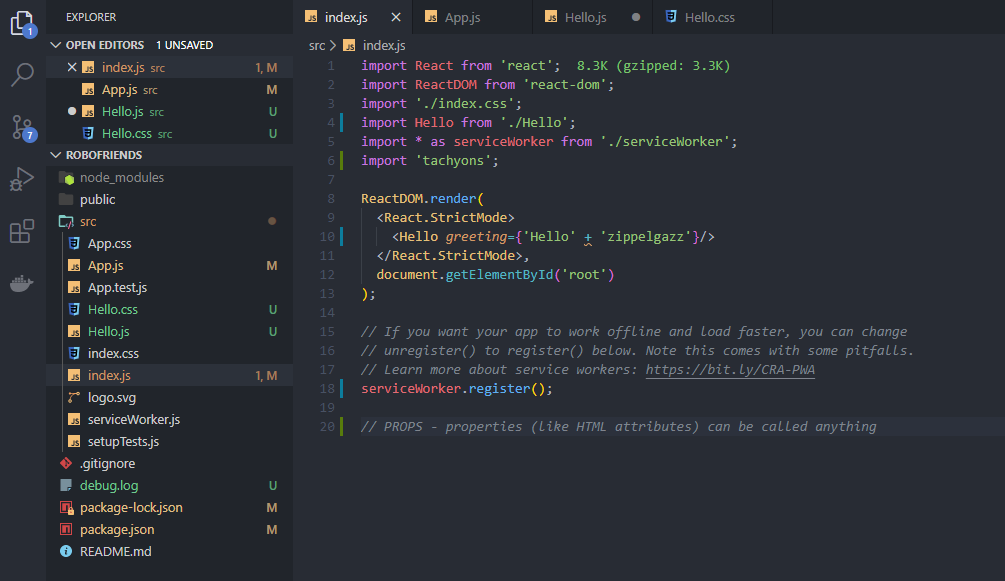 EXPLORER
OPEN EDITORS 1 UNSAVED
index.js src 1, M
App.js src M
Hello.js src U
Hello.css src U
ROBOFRIENDS
node_modules
public
src
App.css
App.js M
App.test.js
Hello.css U
Hello.js U
index.css
index.js 1, M
logo.svg
serviceWorker.js
setupTests.js
.gitignore
debug.log U
package-lock.json M
package.json M
README.md
1
7
index.js App.js Hello.js Hello.css
src > index.js
1 import React from 'react'; 8.3K (gzipped: 3.3K)
2 import ReactDOM from 'react-dom';
3 import './index.css';
4 import Hello from './Hello';
5 import * as serviceWorker from './serviceWorker';
6 import 'tachyons';
7
8 ReactDOM.render(
9 <React.StrictMode>
10 <Hello greeting={'Hello' + 'zippelgazz'}/>
11 </React.StrictMode>,
12 document.getElementById('root')
13 );
14
15 // If you want your app to work offline and load faster, you can change
16 // unregister() to register() below. Note this comes with some pitfalls.
17 // Learn more about service workers: https://bit.ly/CRA-PWA
18 serviceWorker.register();
19
20 // PROPS - properties (like HTML attributes) can be called anything